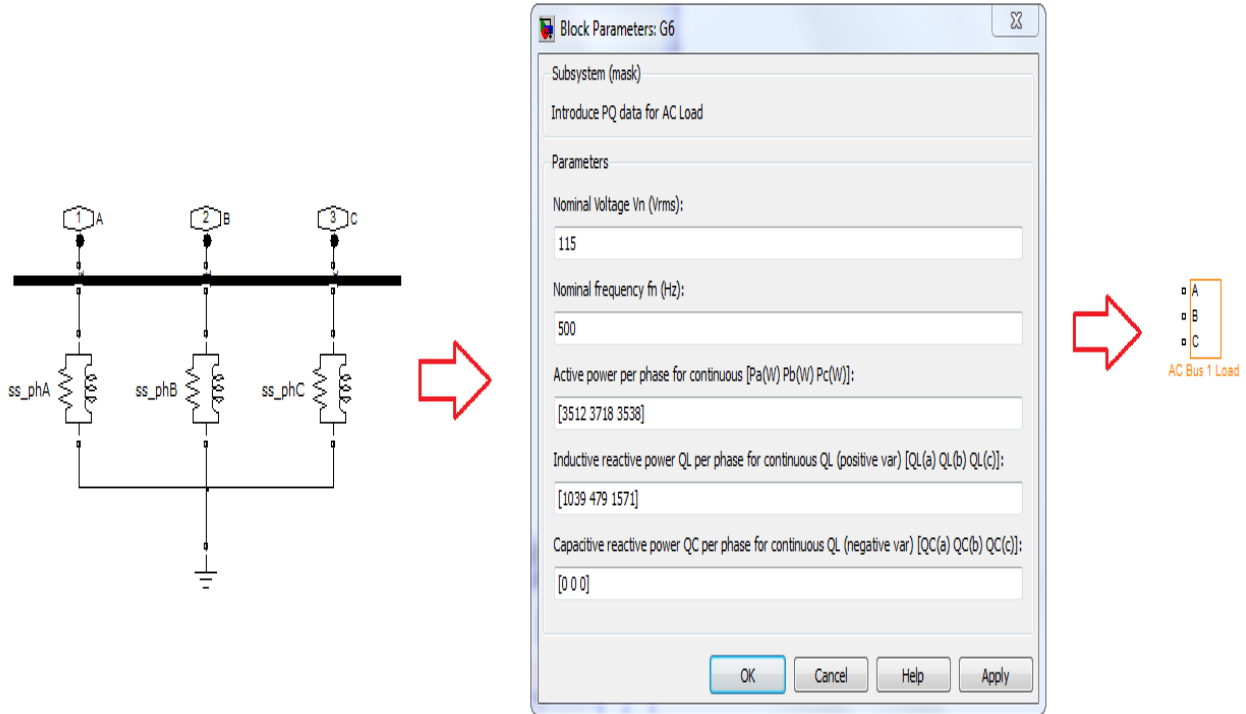 1 A
2 B
3 C
ss_phA
ss_phB
ss_phC
Block Parameters: G6
Subsystem (mask)
Introduce PQ data for AC Load
Parameters
Nominal Voltage Vn (Vrms):
115
Nominal frequency fn (Hz):
500
Active power per phase for continuous [Pa(W) Pb(W) Pc(W)]:
[3512 3718 3538]
Inductive reactive power QL per phase for continuous QL (positive var) [QL(a) QL(b) QL(c)]:
[1039 479 1571]
Capacitive reactive power QC per phase for continuous QL (negative var) [QC(a) QC(b) QC(c)]:
[0 0 0]
OK
Cancel
Help
Apply
A
B
C
AC Bus 1 Load